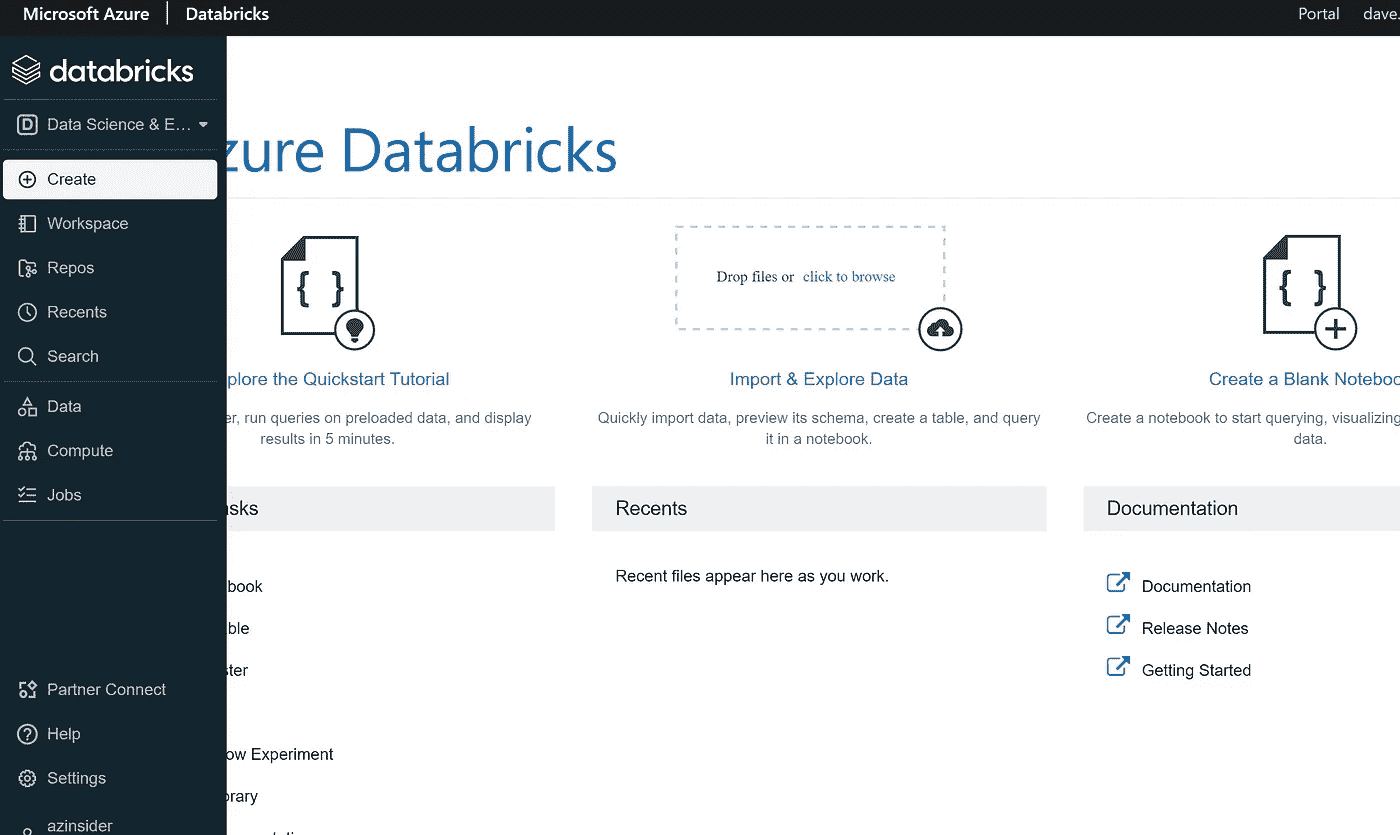 Microsoft Azure | Databricks
Portal
dave.
databricks
Data Science & E...
Create
Workspace
Repos
Recents
Search
Data
Compute
Jobs
Partner Connect
Help
Settings
azinsider
zure Databricks
{ }
plore the Quickstart Tutorial
er, run queries on preloaded data, and display
results in 5 minutes.
Drop files or click to browse
Import & Explore Data
Quickly import data, preview its schema, create a table, and query
it in a notebook.
{ }
Create a Blank Noteboo
Create a notebook to start querying, visualizing
data.
asks
book
ble
ster
ow Experiment
orary
Recents
Recent files appear here as you work.
Documentation
Documentation
Release Notes
Getting Started